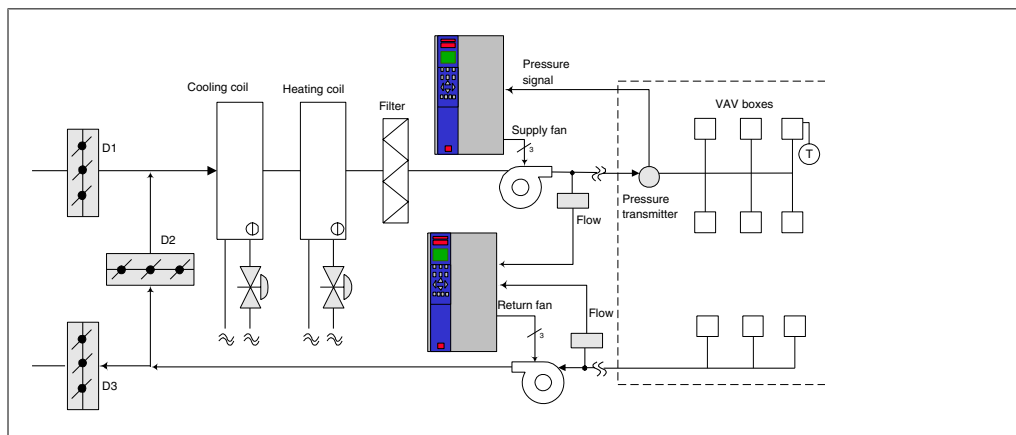 Cooling coil
Heating coil
Filter
Pressure
signal
VAV boxes
Supply fan
3
D1
T
Pressure
transmitter
Flow
D2
Return fan
3
Flow
D3